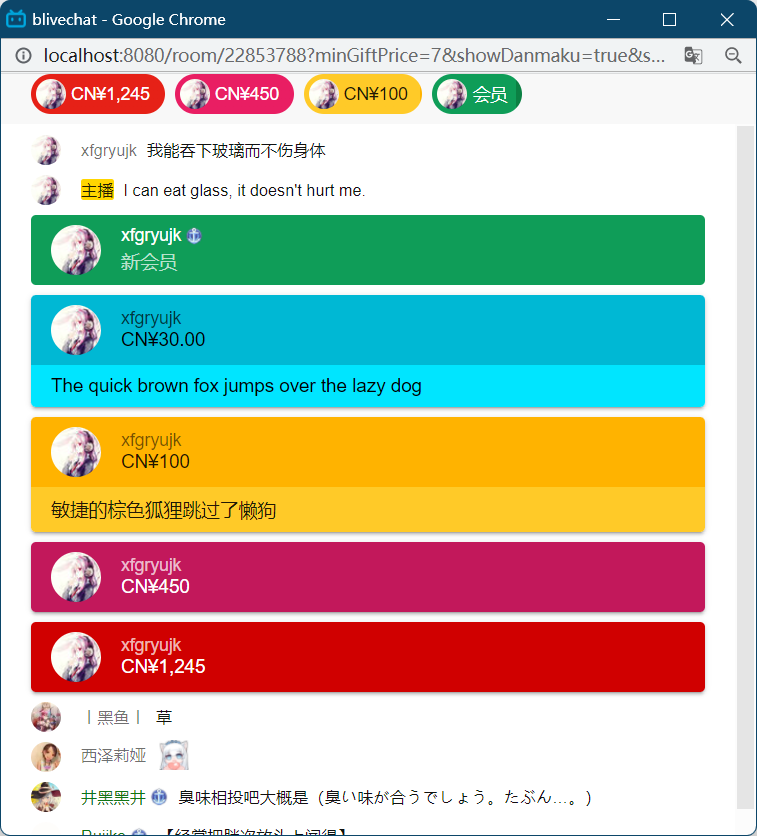 blivechat - Google Chrome
localhost:8080/room/22853788?minGiftPrice=7&showDanmaku=true&s...
CN¥1,245 CN¥450 CN¥100 会员
xfgryujk 我能吞下玻璃而不伤身体
主播 I can eat glass, it doesn't hurt me.
xfgryujk
新会员
xfgryujk
CN¥30.00
The quick brown fox jumps over the lazy dog
xfgryujk
CN¥100
敏捷的棕色狐狸跳过了懒狗
xfgryujk
CN¥450
xfgryujk
CN¥1,245
丨黑鱼丨 草
西泽莉娅
井黑黑井 臭味相投吧大概是（臭い味が合うでしょう。たぶん…。）